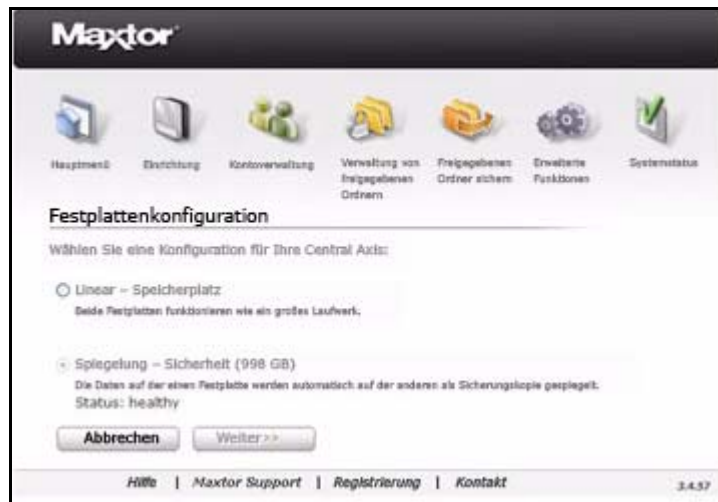 Maxtor
Hauptmenü
Einrichtung
Kontoverwaltung
Verwaltung von
freigegebenen
Ordnern
Freigegebenen
Ordner sichern
Erweiterte
Funktionen
Systemstatus
Festplattenkonfiguration
Wählen Sie eine Konfiguration für Ihre Central Axis:
Linear – Speicherplatz
Beide Festplatten funktionieren wie ein großes Laufwerk.
Spiegelung – Sicherheit (998 GB)
Die Daten auf der einen Festplatte werden automatisch auf der anderen als Sicherungskopie gespiegelt.
Status: healthy
Abbrechen
Weiter>>
Hilfe | Maxtor Support | Registrierung | Kontakt
3.4.57